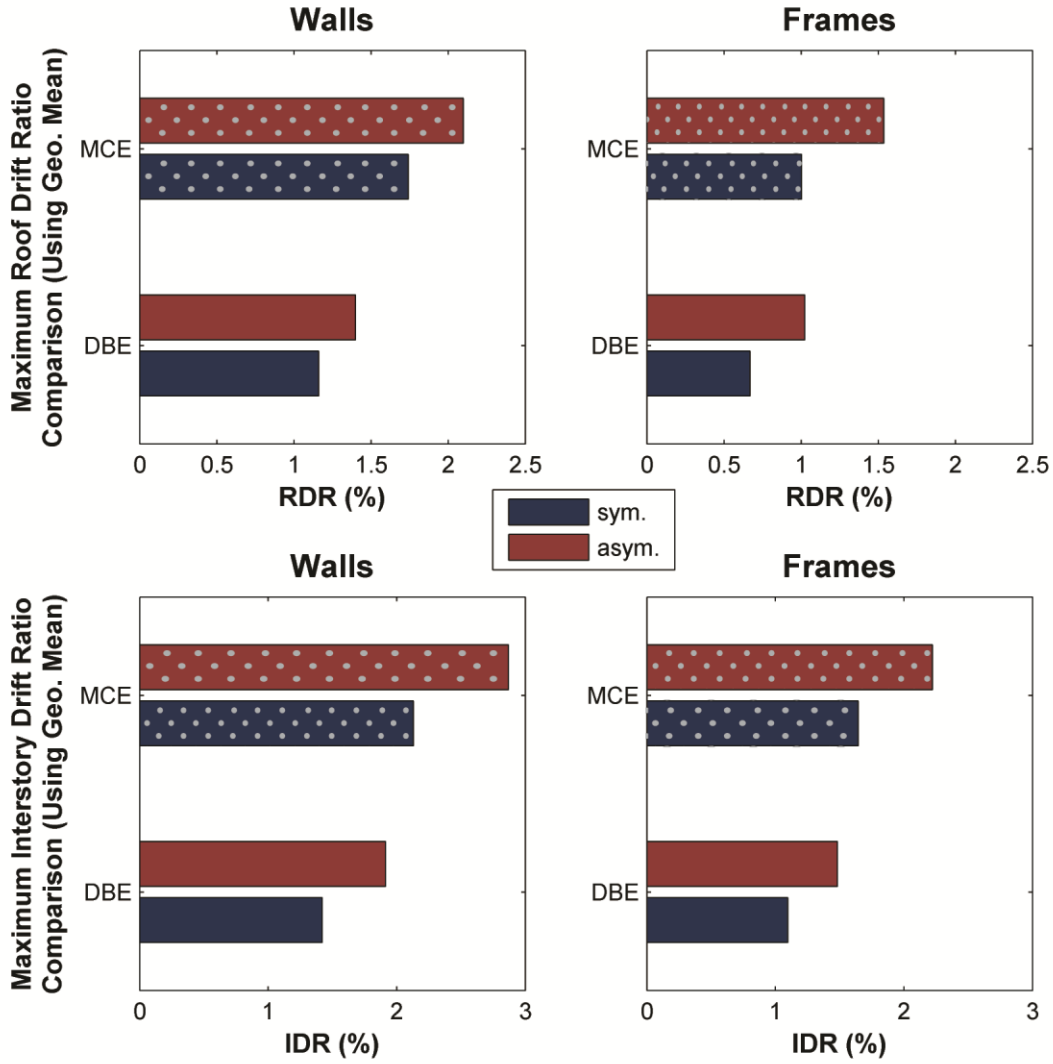 Walls
Frames
Maximum Roof Drift Ratio
Comparison (Using Geo. Mean)
MCE
DBE
0 0.5 1 1.5 2 2.5
RDR (%)
MCE
DBE
0 0.5 1 1.5 2 2.5
RDR (%)
sym.
asym.
Walls
Frames
Maximum Interstory Drift Ratio
Comparison (Using Geo. Mean)
MCE
DBE
0 1 2 3
IDR (%)
MCE
DBE
0 1 2 3
IDR (%)